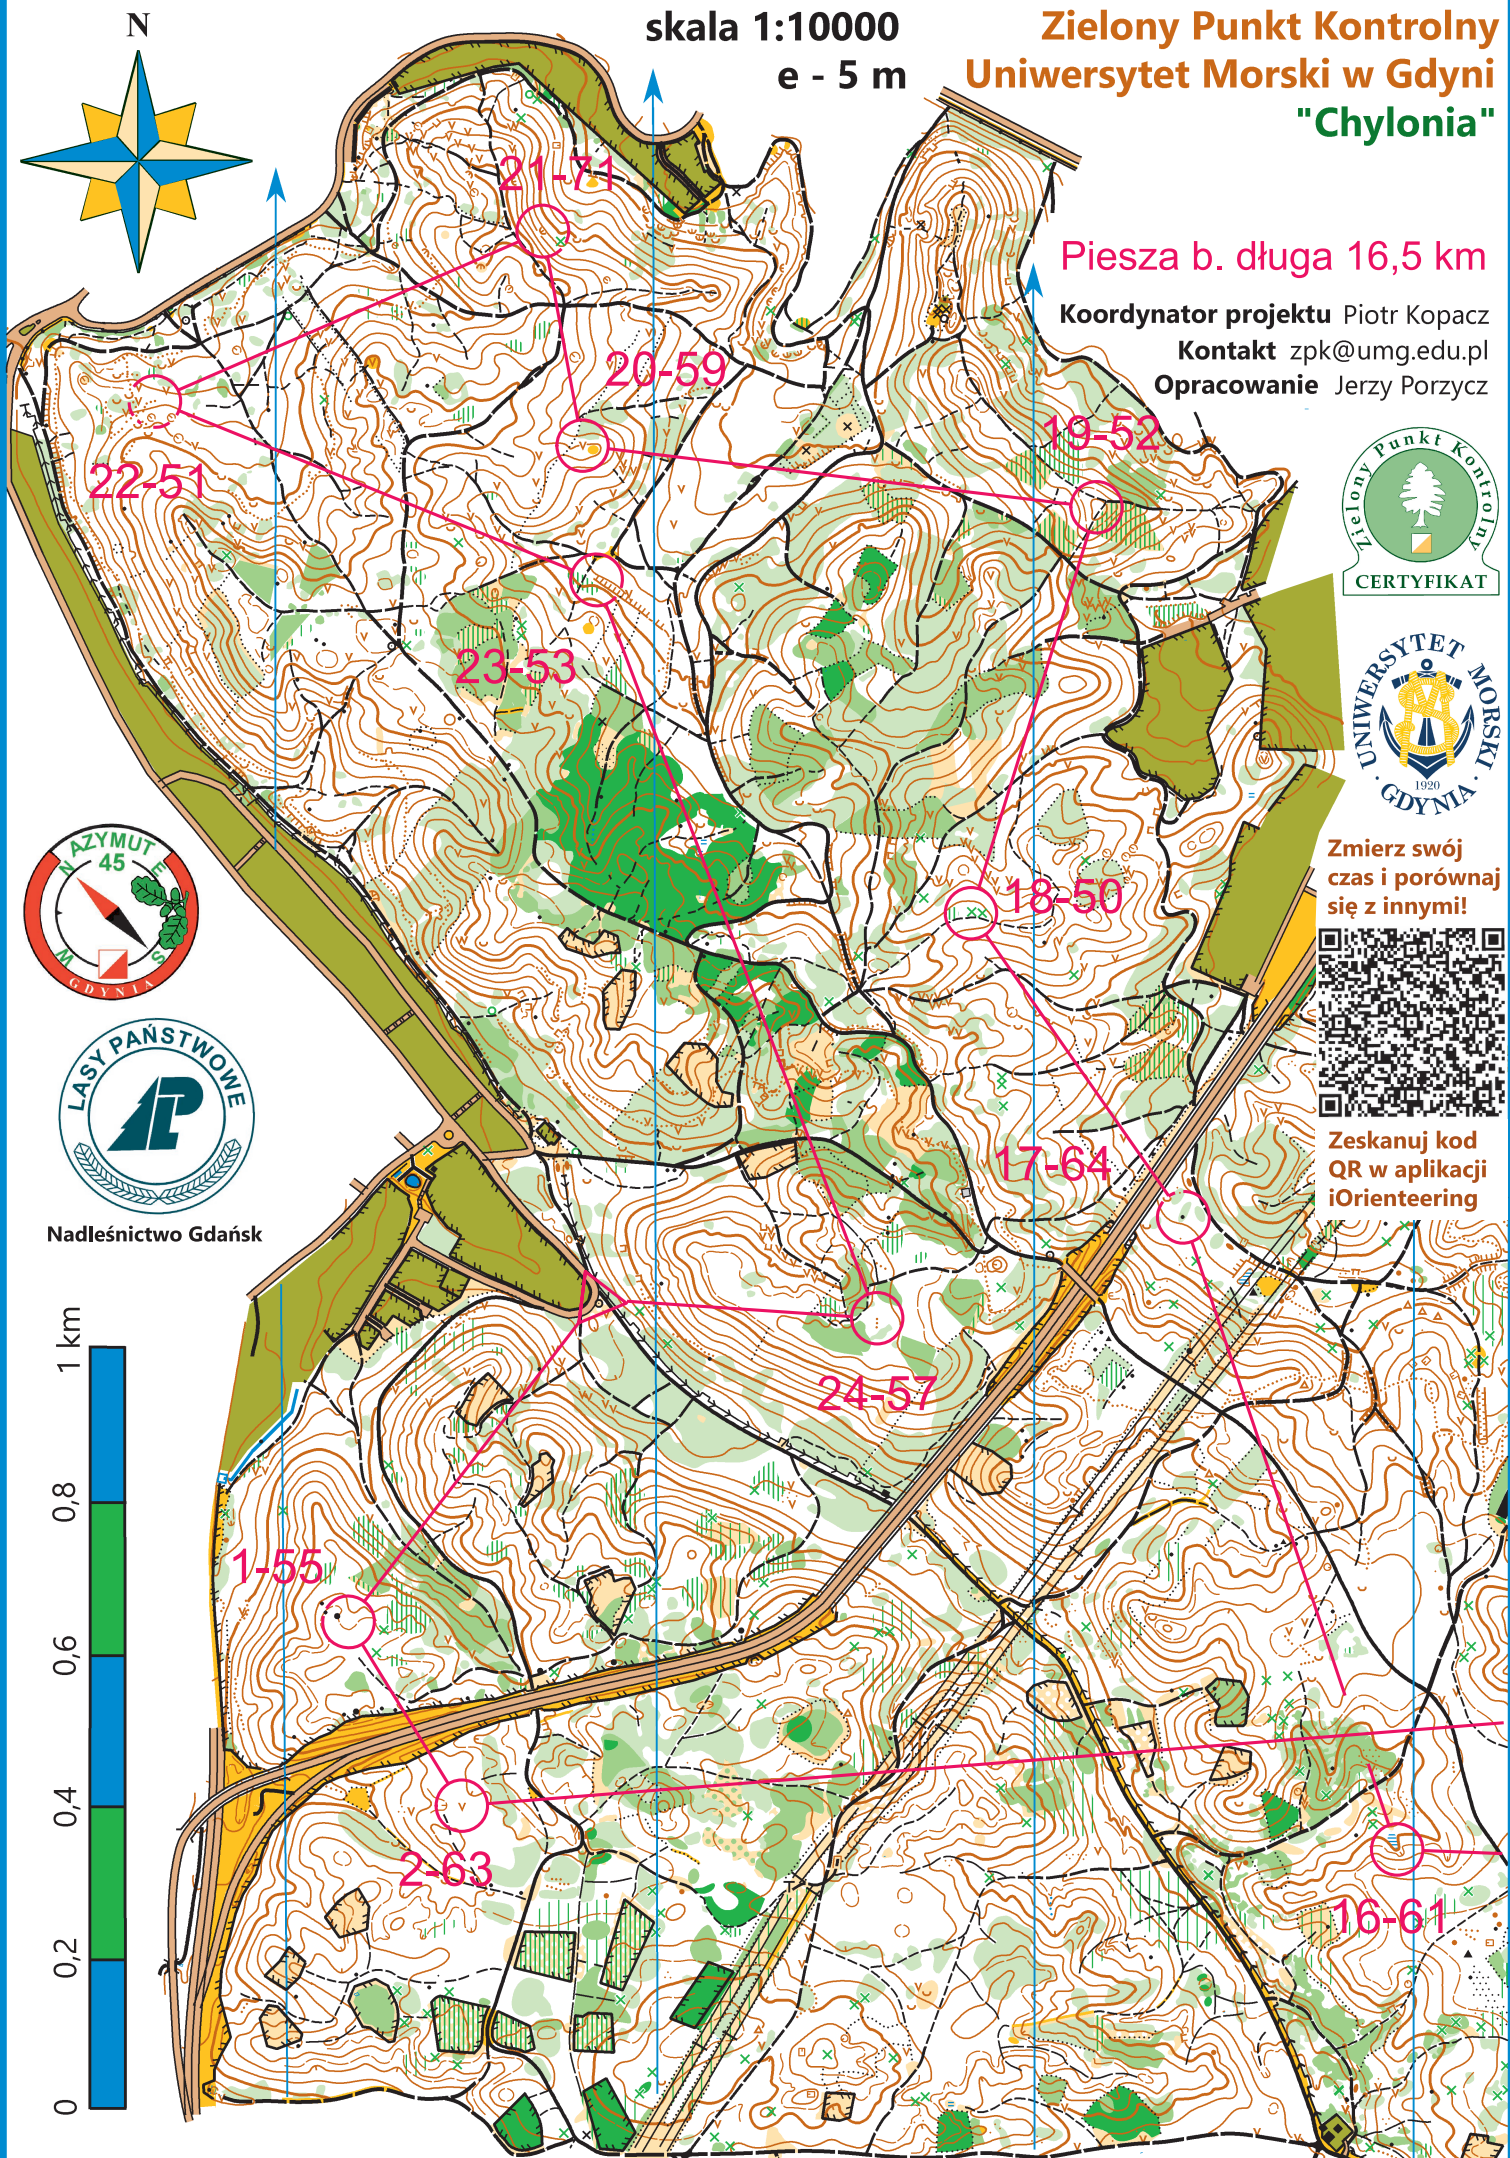 N
skala 1:10000
e - 5 m
Zielony Punkt Kontrolny
Uniwersytet Morski w Gdyni
"Chylonia"
Piesza b. długa 16,5 km
Koordynator projektu Piotr Kopacz
Kontakt zpk@umg.edu.pl
Opracowanie Jerzy Porzycz
21-71
20-59
19-52
22-51
Zielony Punkt Kontrolny
CERTYFIKAT
23-53
UNIWERSYTET MORSKI
1920
· GDYNIA ·
AZYMUT
45
N E S W
GDYNIA
18-50
Zmierz swój
czas i porównaj
się z innymi!
LASY PAŃSTWOWE
LP
Nadleśnictwo Gdańsk
17-64
Zeskanuj kod
QR w aplikacji
iOrienteering
24-57
1-55
2-63
16-61
1 km
0,8
0,6
0,4
0,2
0